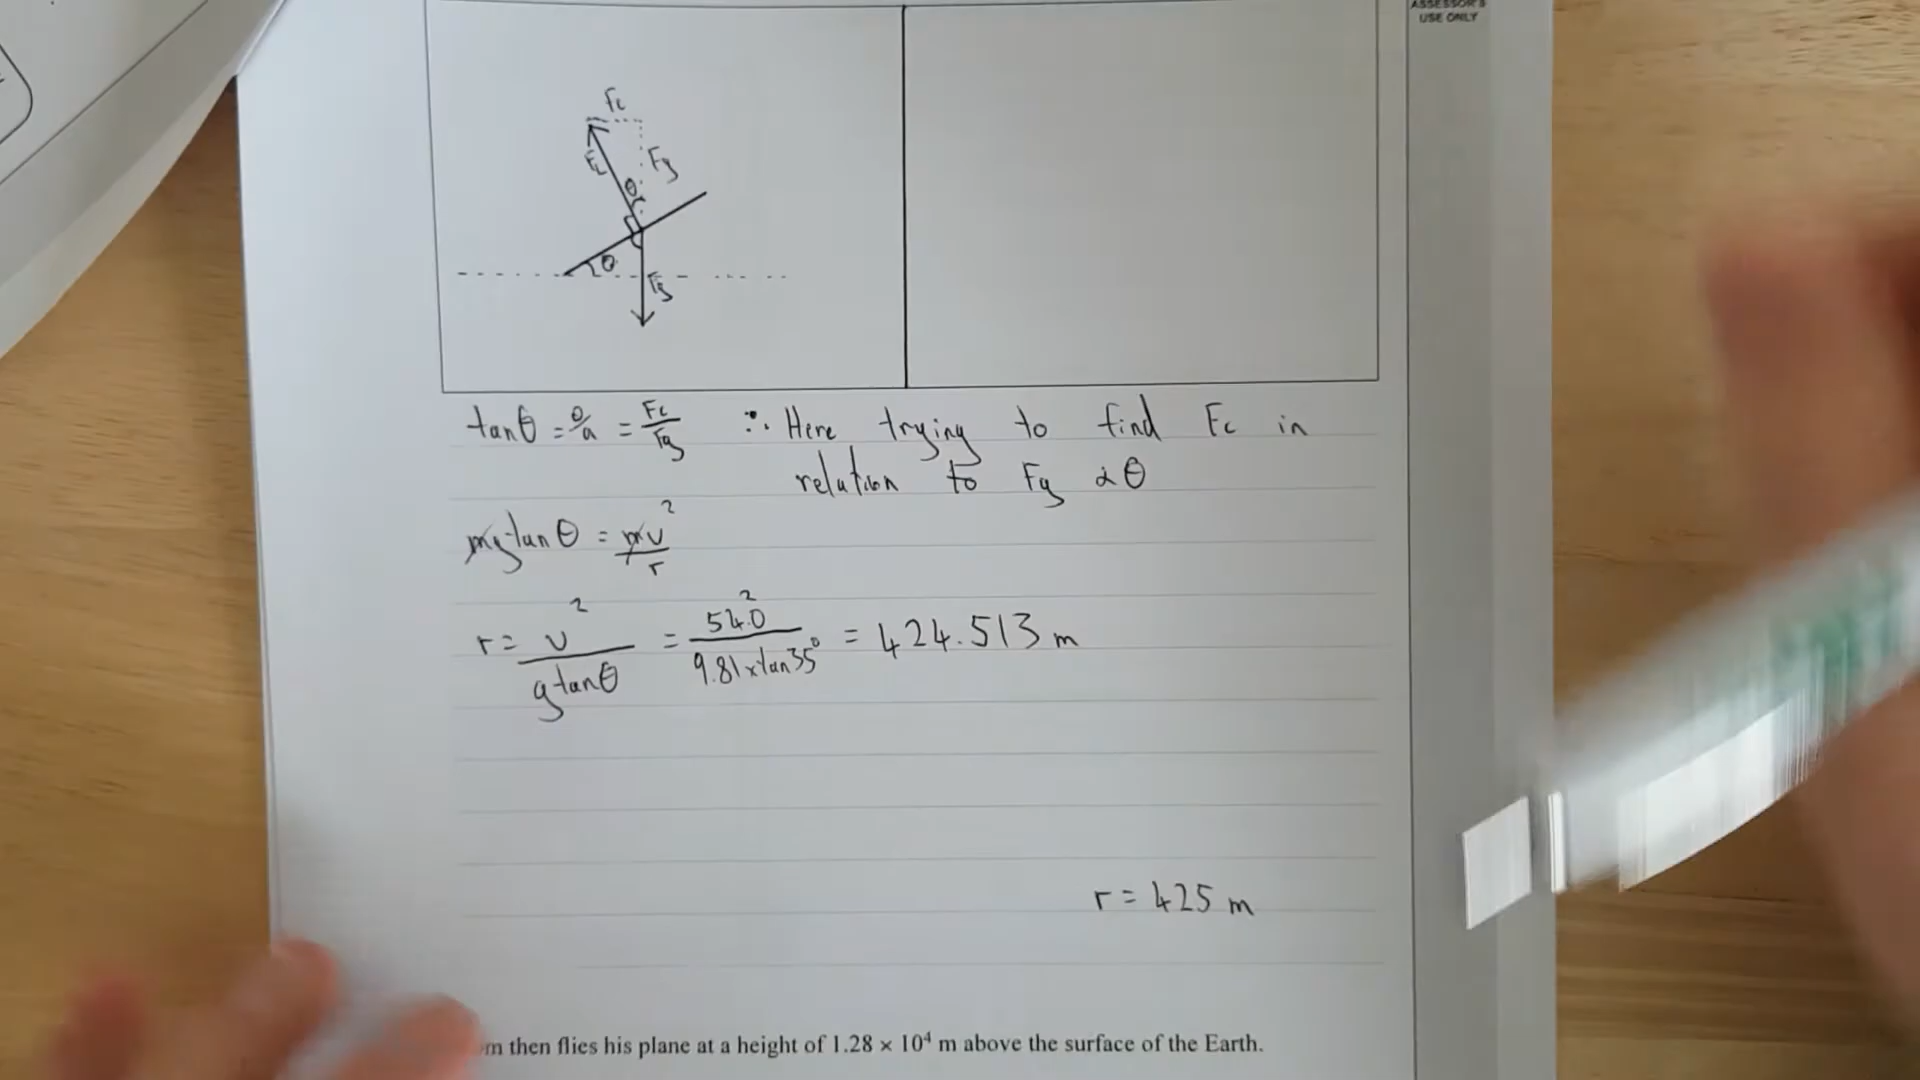 ASSESSOR'S
USE ONLY
Fc
FL
Fg
θ
θ
Fg
tanθ = o/a = Fc/Fg ∴ Here trying to find Fc in
relation to Fg & θ
mg tanθ = mv²/r
r = v²/g tanθ = 54.0²/9.81 x tan35° = 424.513 m
r = 425 m
m then flies his plane at a height of 1.28 × 10⁴ m above the surface of the Earth.